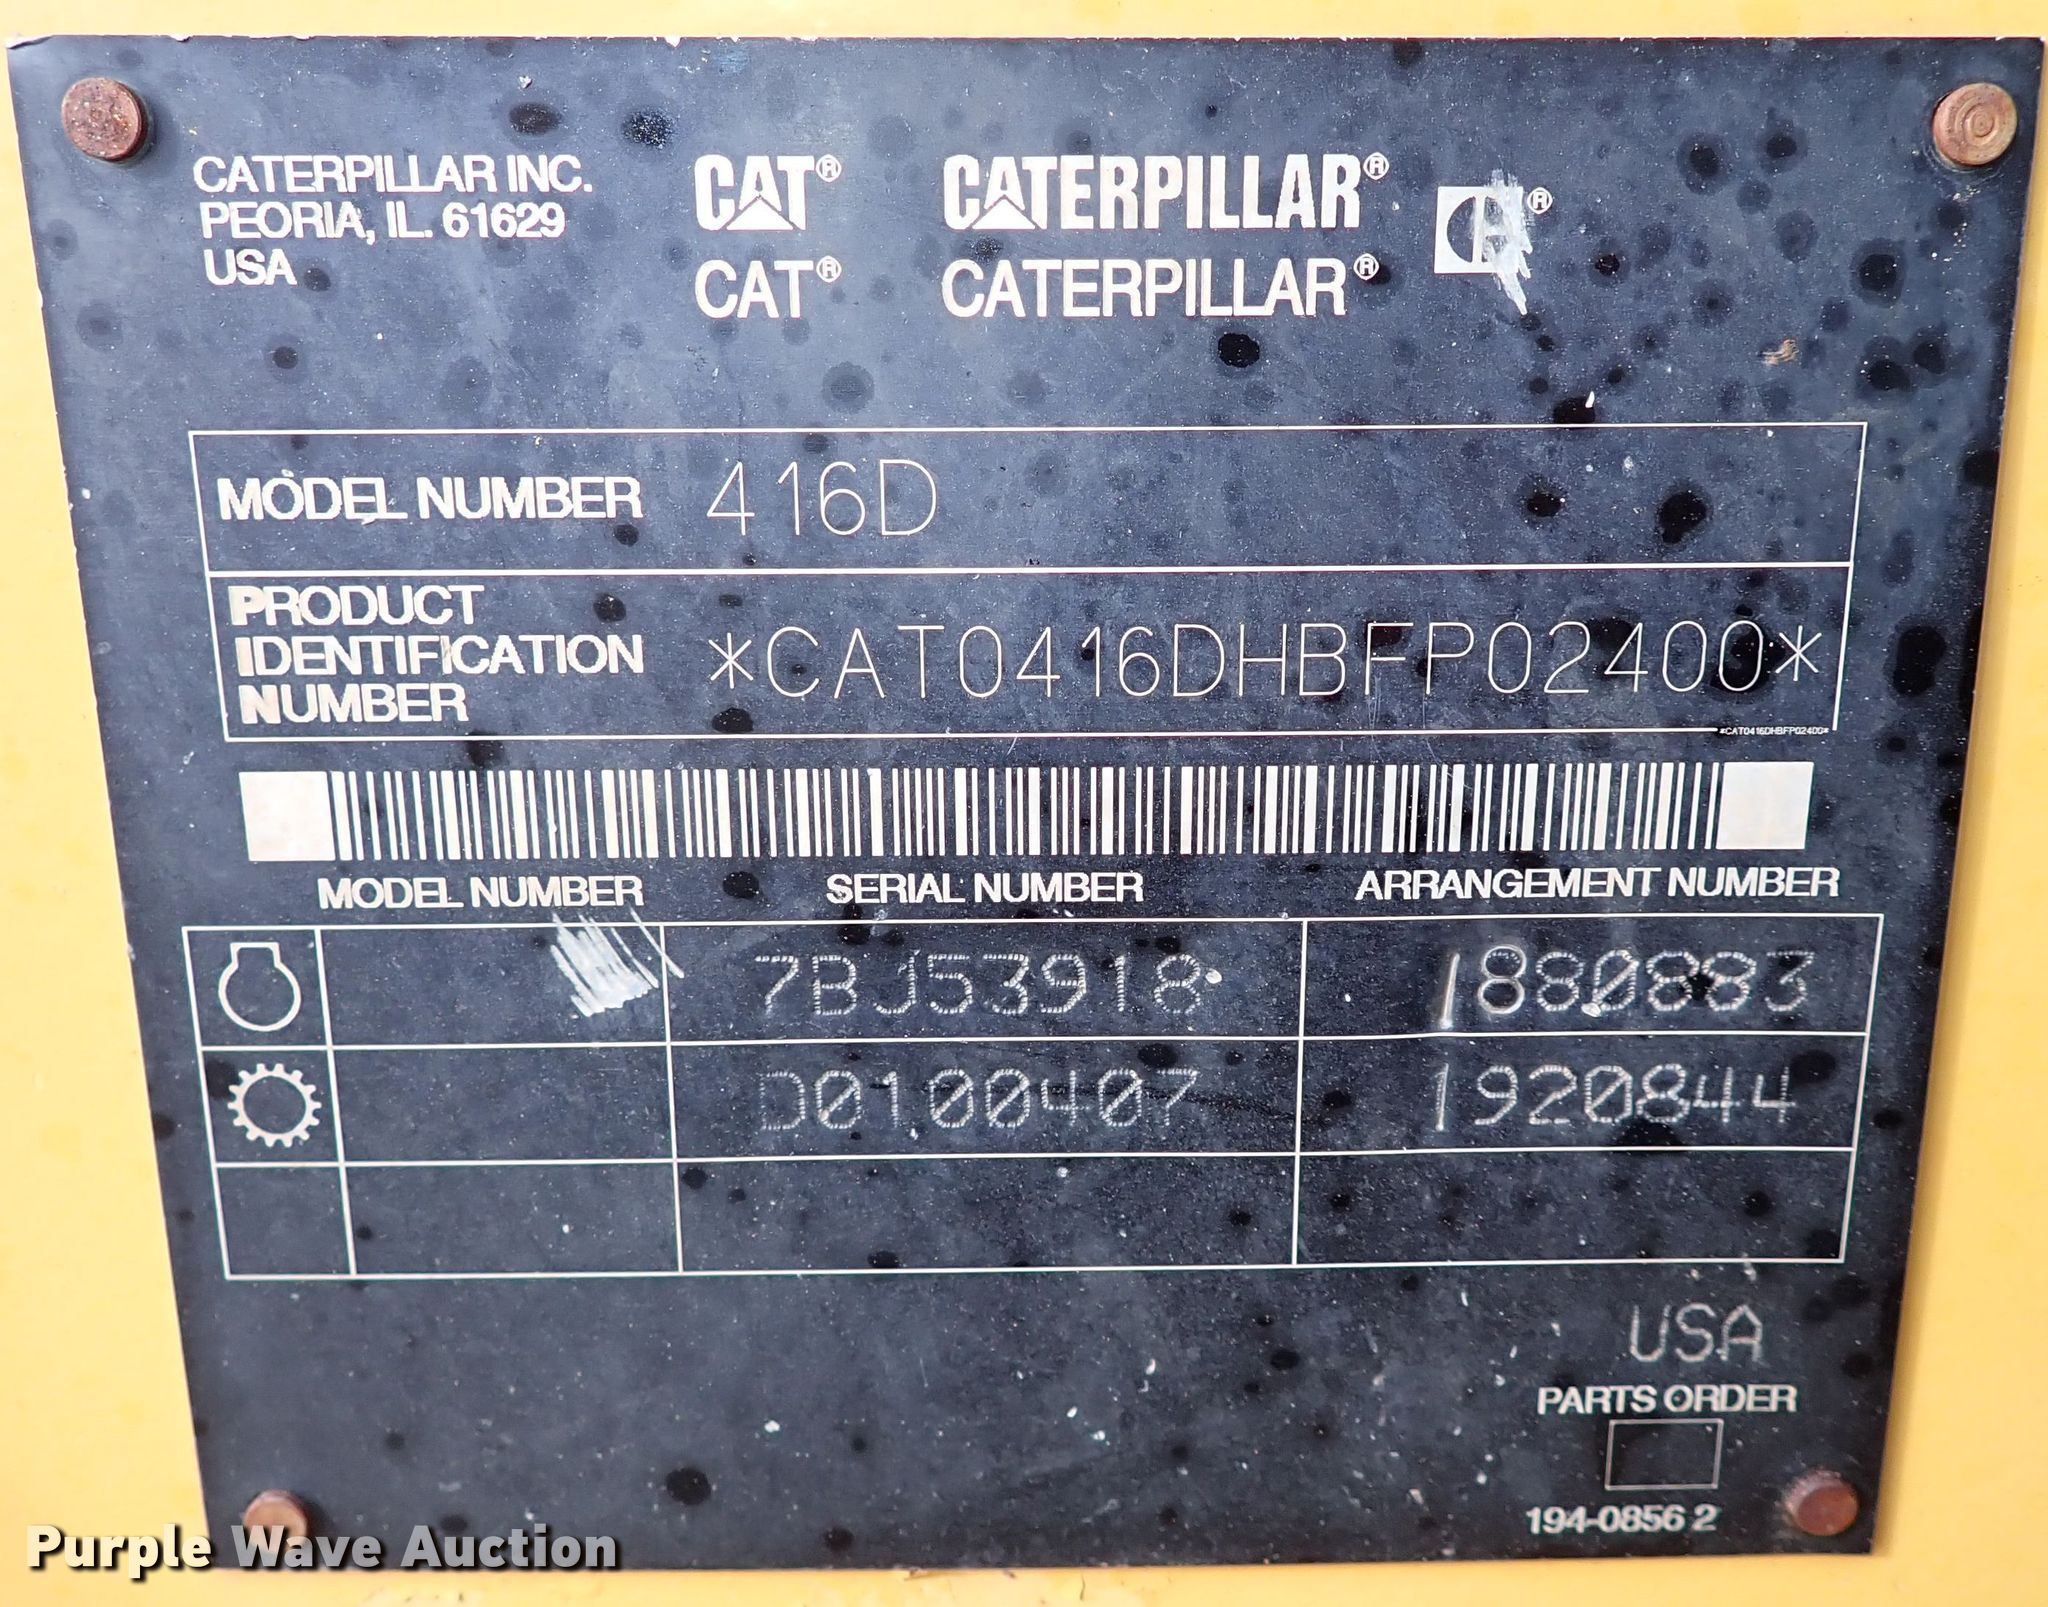 CATERPILLAR INC.
PEORIA, IL. 61629
USA
CAT® CATERPILLAR® ®
CAT® CATERPILLAR®
MODEL NUMBER 416D
PRODUCT
IDENTIFICATION
NUMBER
*CAT0416DHBFP02400*
*CAT0416DHBFP02400*
MODEL NUMBER SERIAL NUMBER ARRANGEMENT NUMBER
7BJ53918 1880883
D0100407 1920844
USA
PARTS ORDER
194-0856 2
Purple Wave Auction